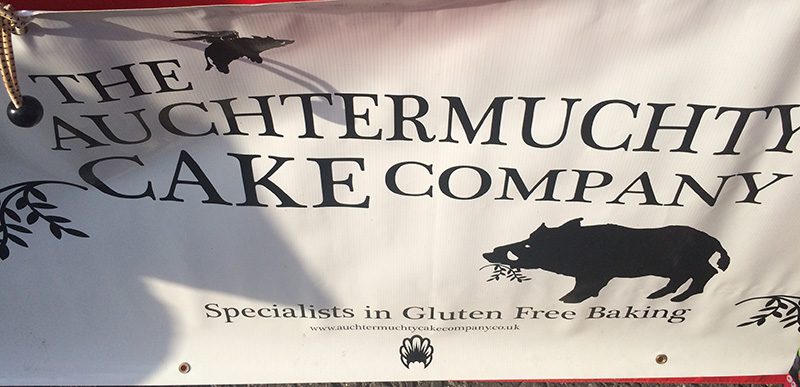 THE
AUCHTERMUCHTY
CAKE COMPANY
Specialists in Gluten Free Baking
www.auchtermuchtycakecompany.co.uk